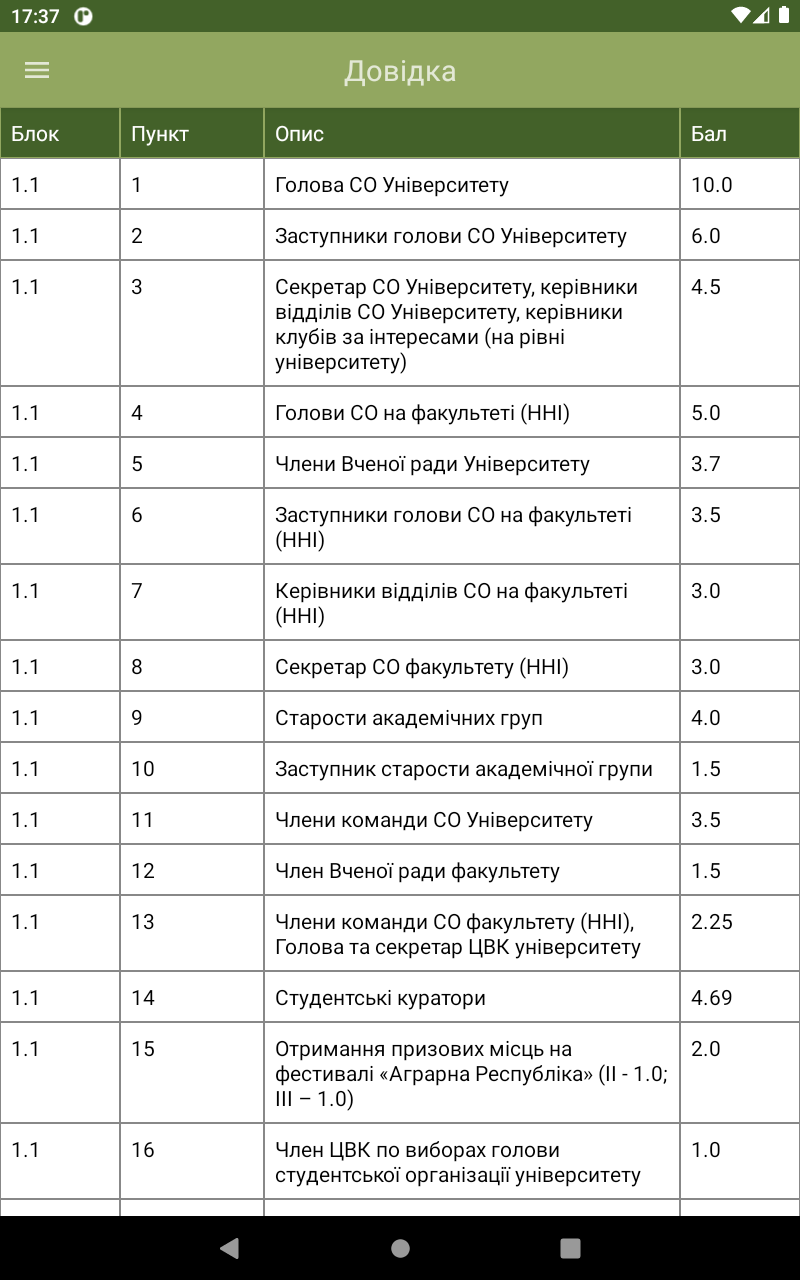 17:37
Довідка
Блок Пункт Опис Бал
1.1 1 Голова СО Університету 10.0
1.1 2 Заступники голови СО Університету 6.0
1.1 3 Секретар СО Університету, керівники 4.5
відділів СО Університету, керівники
клубів за інтересами (на рівні
університету)
1.1 4 Голови СО на факультеті (ННІ) 5.0
1.1 5 Члени Вченої ради Університету 3.7
1.1 6 Заступники голови СО на факультеті 3.5
(ННІ)
1.1 7 Керівники відділів СО на факультеті 3.0
(ННІ)
1.1 8 Секретар СО факультету (ННІ) 3.0
1.1 9 Старости академічних груп 4.0
1.1 10 Заступник старости академічної групи 1.5
1.1 11 Члени команди СО Університету 3.5
1.1 12 Член Вченої ради факультету 1.5
1.1 13 Члени команди СО факультету (ННІ), 2.25
Голова та секретар ЦВК університету
1.1 14 Студентські куратори 4.69
1.1 15 Отримання призових місць на 2.0
фестивалі «Аграрна Республіка» (ІІ - 1.0;
ІІІ – 1.0)
1.1 16 Член ЦВК по виборах голови 1.0
студентської організації університету